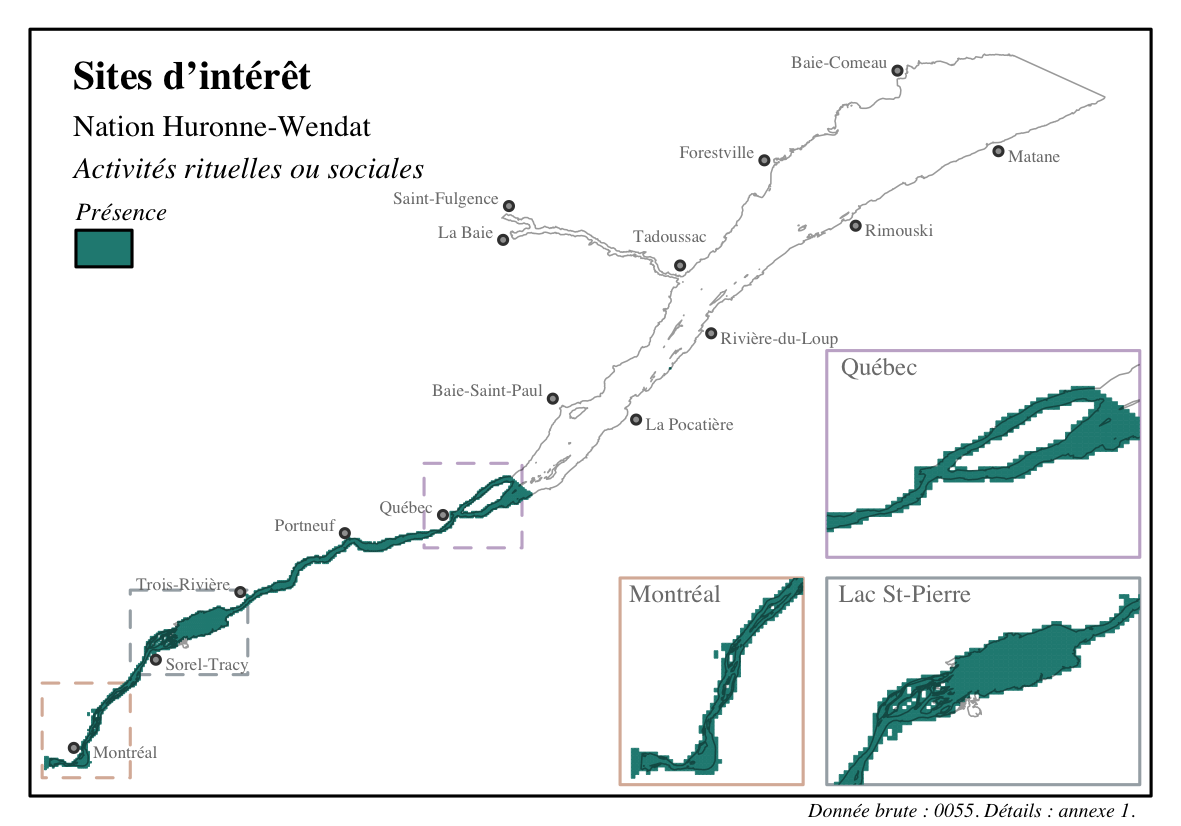 Sites d’intérêt
Nation Huronne-Wendat
Activités rituelles ou sociales
Présence
Baie-Comeau
Forestville
Matane
Saint-Fulgence
La Baie
Tadoussac
Rimouski
Rivière-du-Loup
Baie-Saint-Paul
La Pocatière
Québec
Portneuf
Trois-Rivière
Sorel-Tracy
Montréal
Québec
Montréal
Lac St-Pierre
Donnée brute : 0055. Détails : annexe 1.